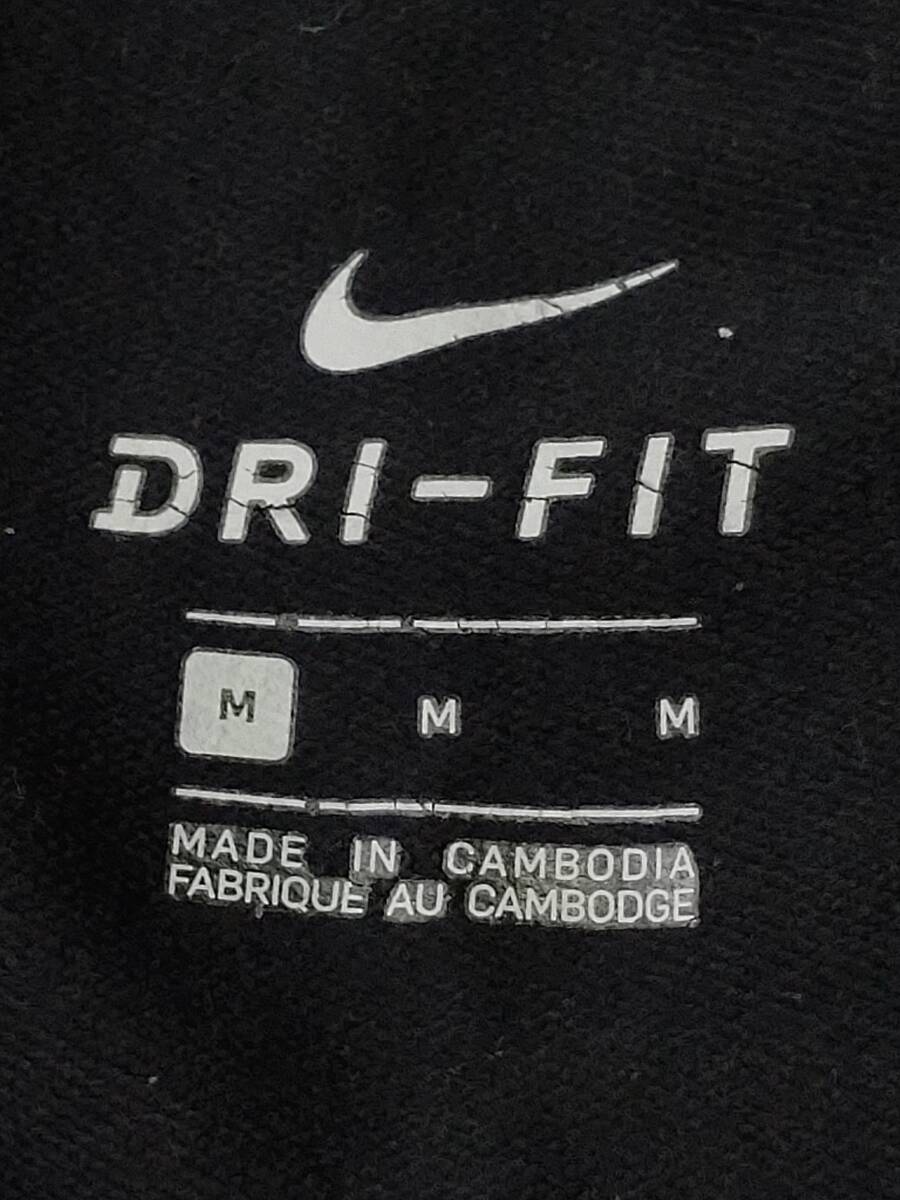 DRI-FIT
M M M
MADE IN CAMBODIA
FABRIQUE AU CAMBODGE